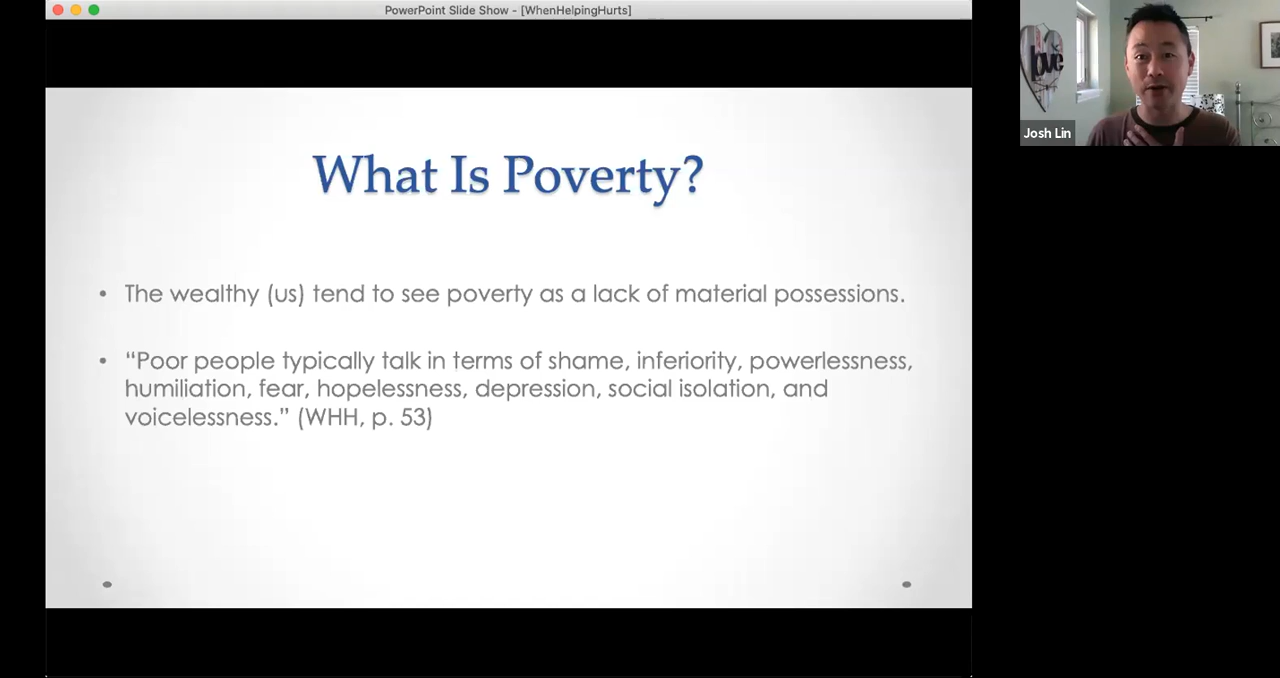 PowerPoint Slide Show - [WhenHelpingHurts]
What Is Poverty?
• The wealthy (us) tend to see poverty as a lack of material possessions.
• “Poor people typically talk in terms of shame, inferiority, powerlessness,
humiliation, fear, hopelessness, depression, social isolation, and
voicelessness.” (WHH, p. 53)
love
Josh Lin